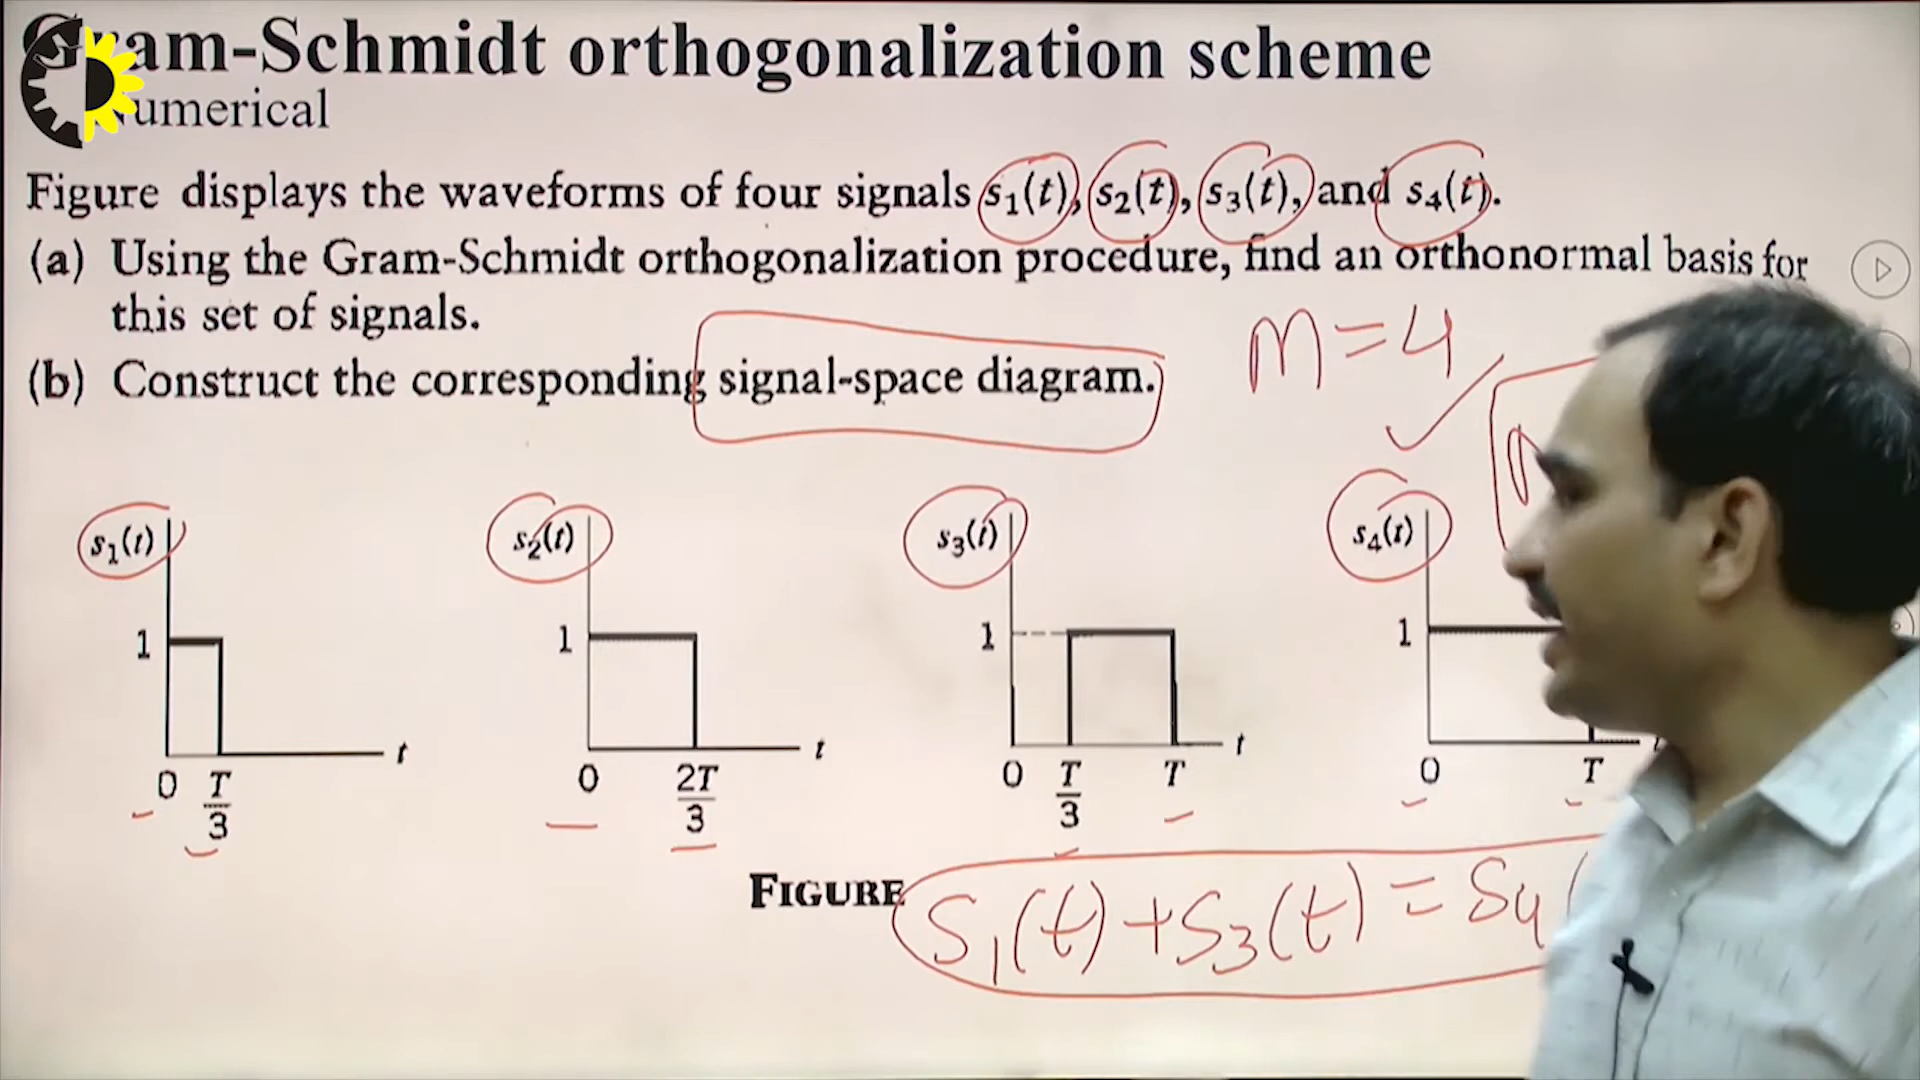 Gram-Schmidt orthogonalization scheme
Numerical
Figure displays the waveforms of four signals s₁(t), s₂(t), s₃(t), and s₄(t).
(a) Using the Gram-Schmidt orthogonalization procedure, find an orthonormal basis for
this set of signals.
(b) Construct the corresponding signal-space diagram.
M=4
s₁(t)
1
0
T/3
t
s₂(t)
1
0
2T/3
t
s₃(t)
1
0
T/3
T
t
s₄(t)
1
0
T
FIGURE
S₁(t)+S₃(t)=S₄(